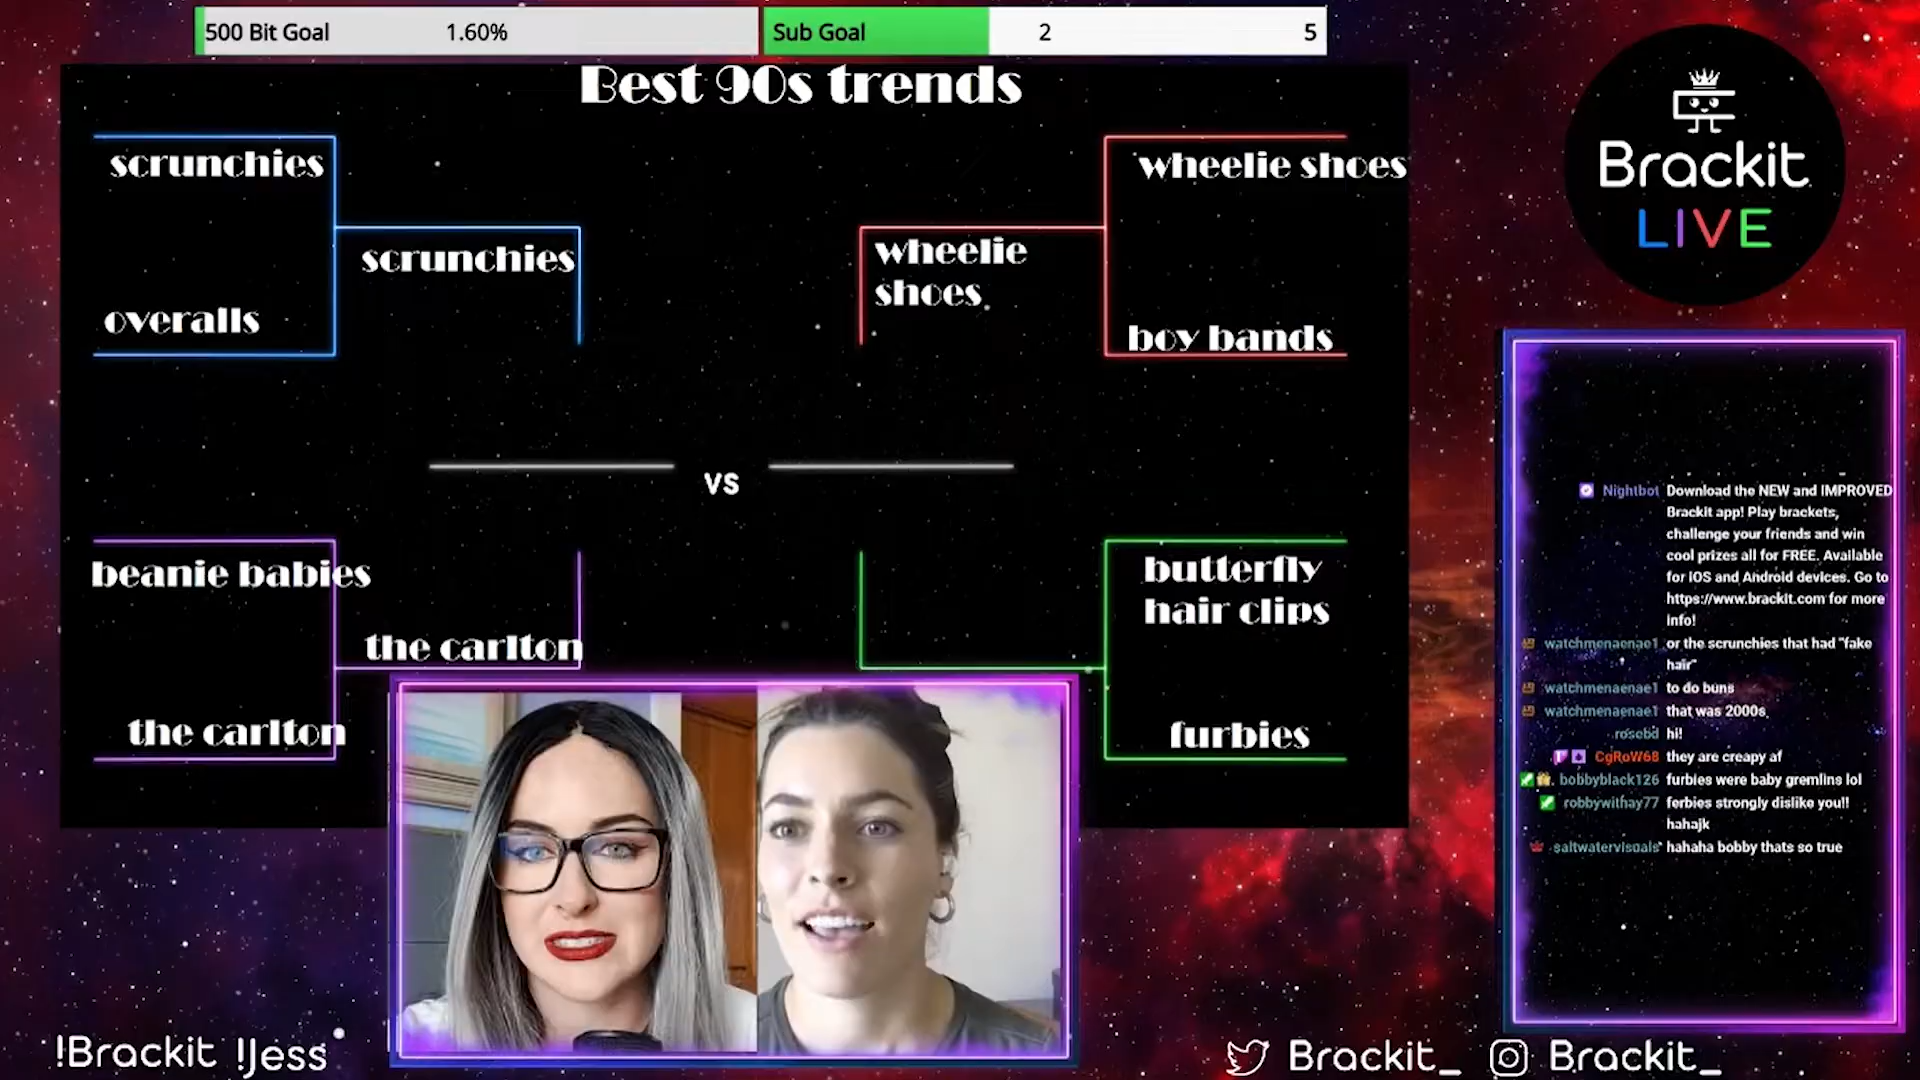 500 Bit Goal 1.60%
Sub Goal 2 5
Best 90s trends
scrunchies
overalls
scrunchies
wheelie
shoes
wheelie shoes
boy bands
vs
beanie babies
the carlton
the carlton
butterfly
hair clips
furbies
Brackit
LIVE
Nightbot Download the NEW and IMPROVED
Brackit app! Play brackets,
challenge your friends and win
cool prizes all for FREE. Available
for iOS and Android devices. Go to
https://www.brackit.com for more
info!
watchmenaenae1 or the scrunchies that had "fake
hair"
watchmenaenae1 to do buns
watchmenaenae1 that was 2000s
rosebd hi!
CgRoW68 they are creapy af
bobbyblack126 furbies were baby gremlins lol
robbywithay77 ferbies strongly dislike you!!
hahajk
saltwatervisuals hahaha bobby thats so true
!Brackit !Jess
Brackit_ Brackit_